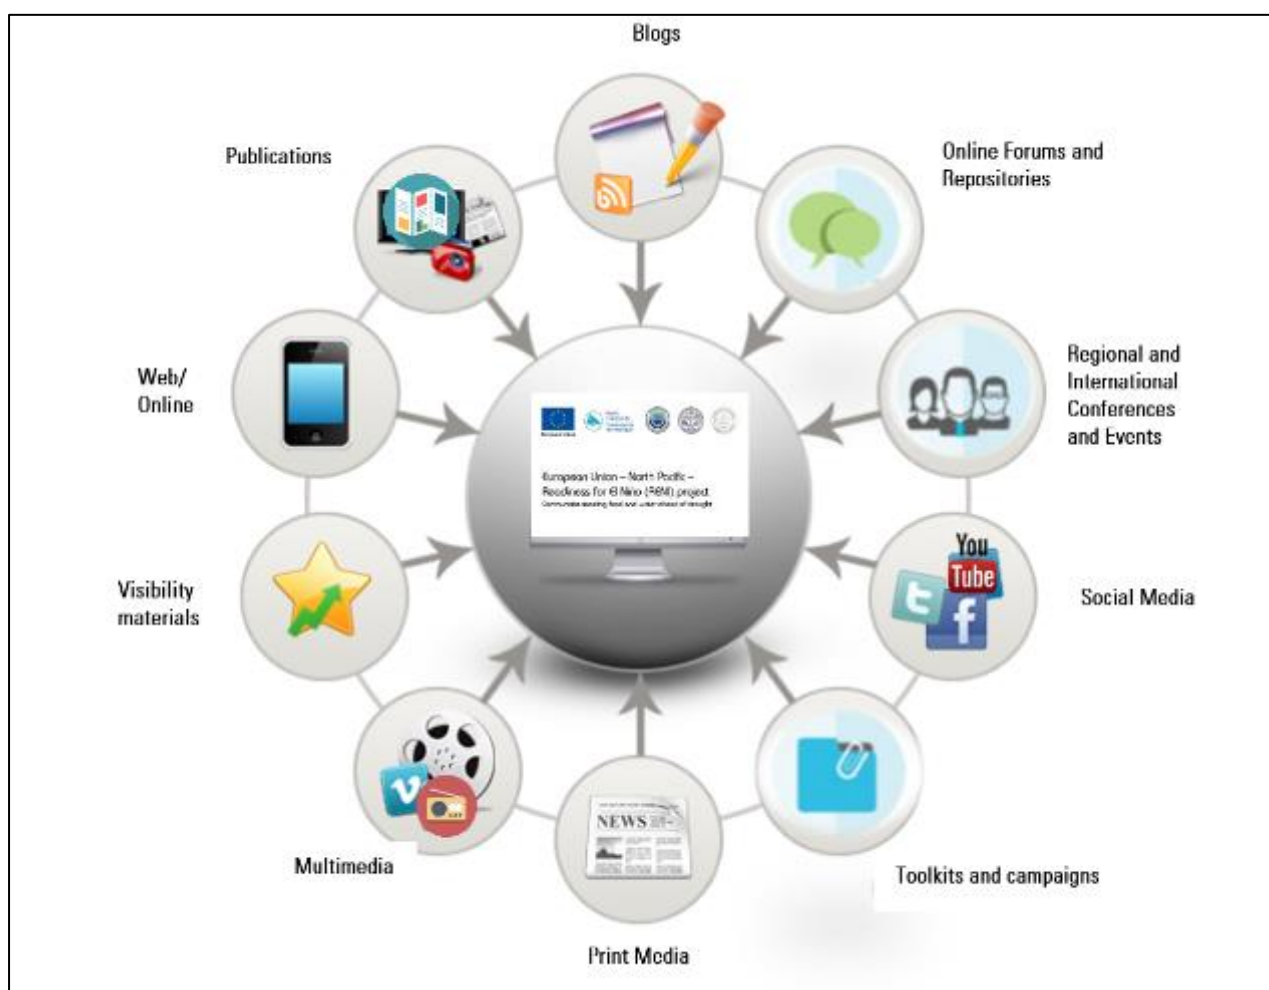 Blogs
Publications
Online Forums and
Repositories
Web/
Online
Regional and
International
Conferences
and Events
European Union – North Pacific –
Readiness for El Nino (RENI) project
Visibility
materials
You
Tube
Social Media
NEWS
Multimedia
Toolkits and campaigns
Print Media